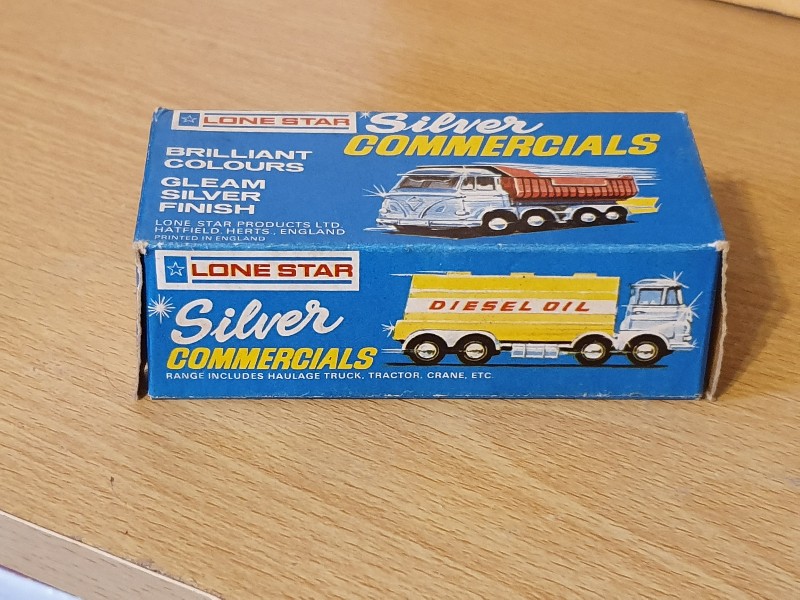 LONE STAR
Silver
COMMERCIALS
BRILLIANT
COLOURS
GLEAM
SILVER
FINISH
LONE STAR PRODUCTS LTD
HATFIELD, HERTS, ENGLAND
PRINTED IN ENGLAND
LONE STAR
Silver
COMMERCIALS
RANGE INCLUDES HAULAGE TRUCK, TRACTOR, CRANE, ETC.
DIESEL OIL